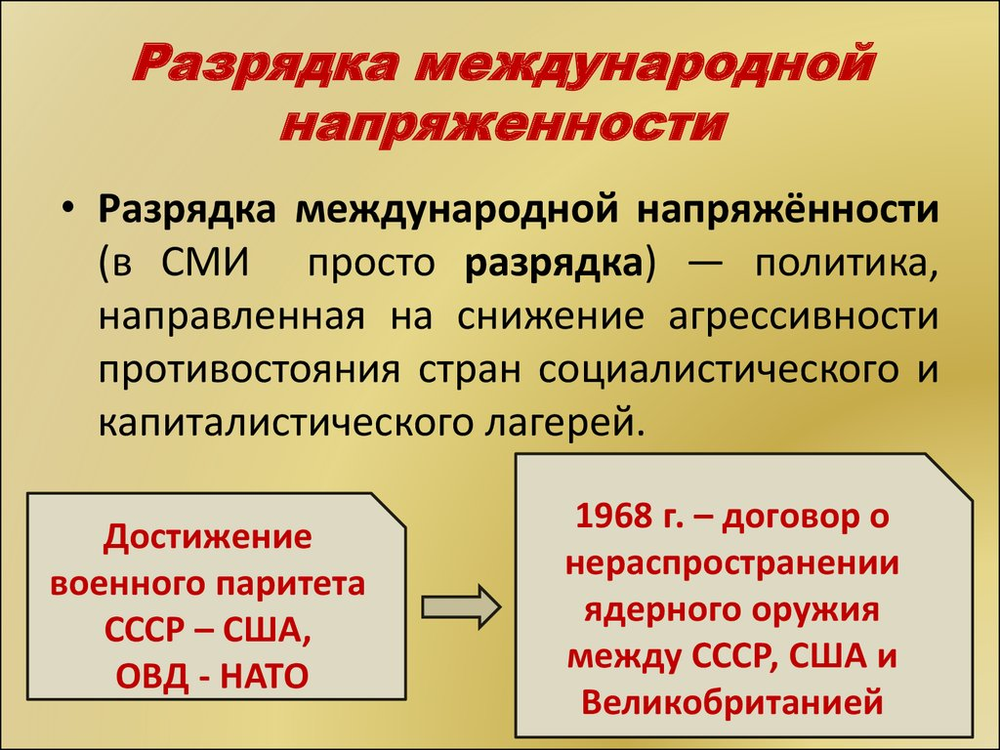 Разрядка международной
напряженности
• Разрядка международной напряжённости
(в СМИ просто разрядка) — политика,
направленная на снижение агрессивности
противостояния стран социалистического и
капиталистического лагерей.
Достижение
военного паритета
СССР – США,
ОВД - НАТО
1968 г. – договор о
нераспространении
ядерного оружия
между СССР, США и
Великобританией